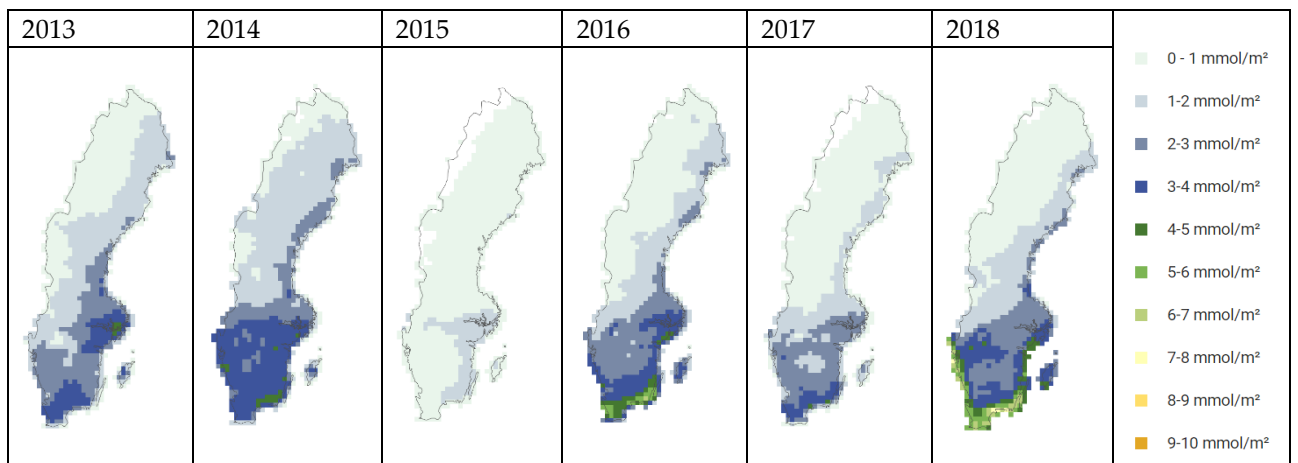 2013 2014 2015 2016 2017 2018
0 - 1 mmol/m²
1-2 mmol/m²
2-3 mmol/m²
3-4 mmol/m²
4-5 mmol/m²
5-6 mmol/m²
6-7 mmol/m²
7-8 mmol/m²
8-9 mmol/m²
9-10 mmol/m²